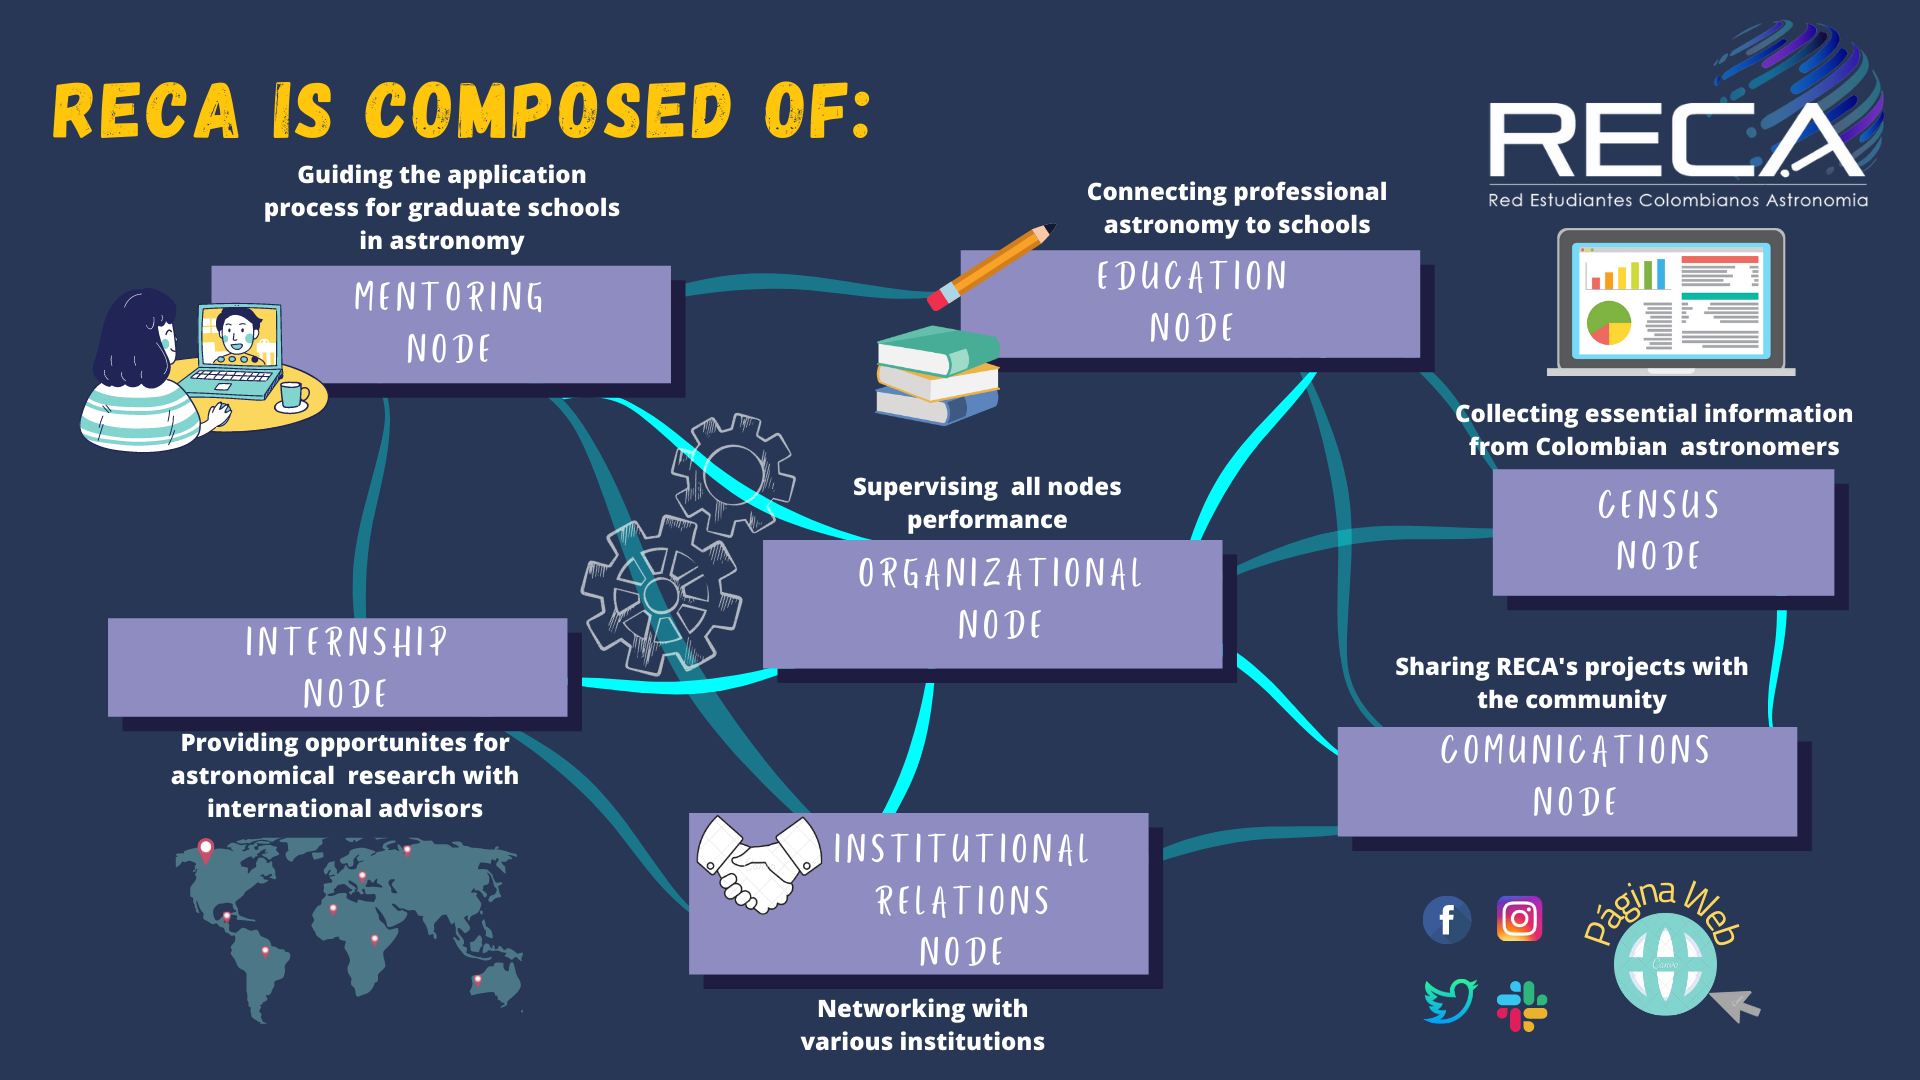 RECA IS COMPOSED OF:
RECA
Red Estudiantes Colombianos Astronomia
Guiding the application
process for graduate schools
in astronomy
MENTORING
NODE
Connecting professional
astronomy to schools
EDUCATION
NODE
Collecting essential information
from Colombian astronomers
CENSUS
NODE
Supervising all nodes
performance
ORGANIZATIONAL
NODE
INTERNSHIP
NODE
Providing opportunites for
astronomical research with
international advisors
Sharing RECA's projects with
the community
COMUNICATIONS
NODE
INSTITUTIONAL
RELATIONS
NODE
Networking with
various institutions
Página Web
Canva